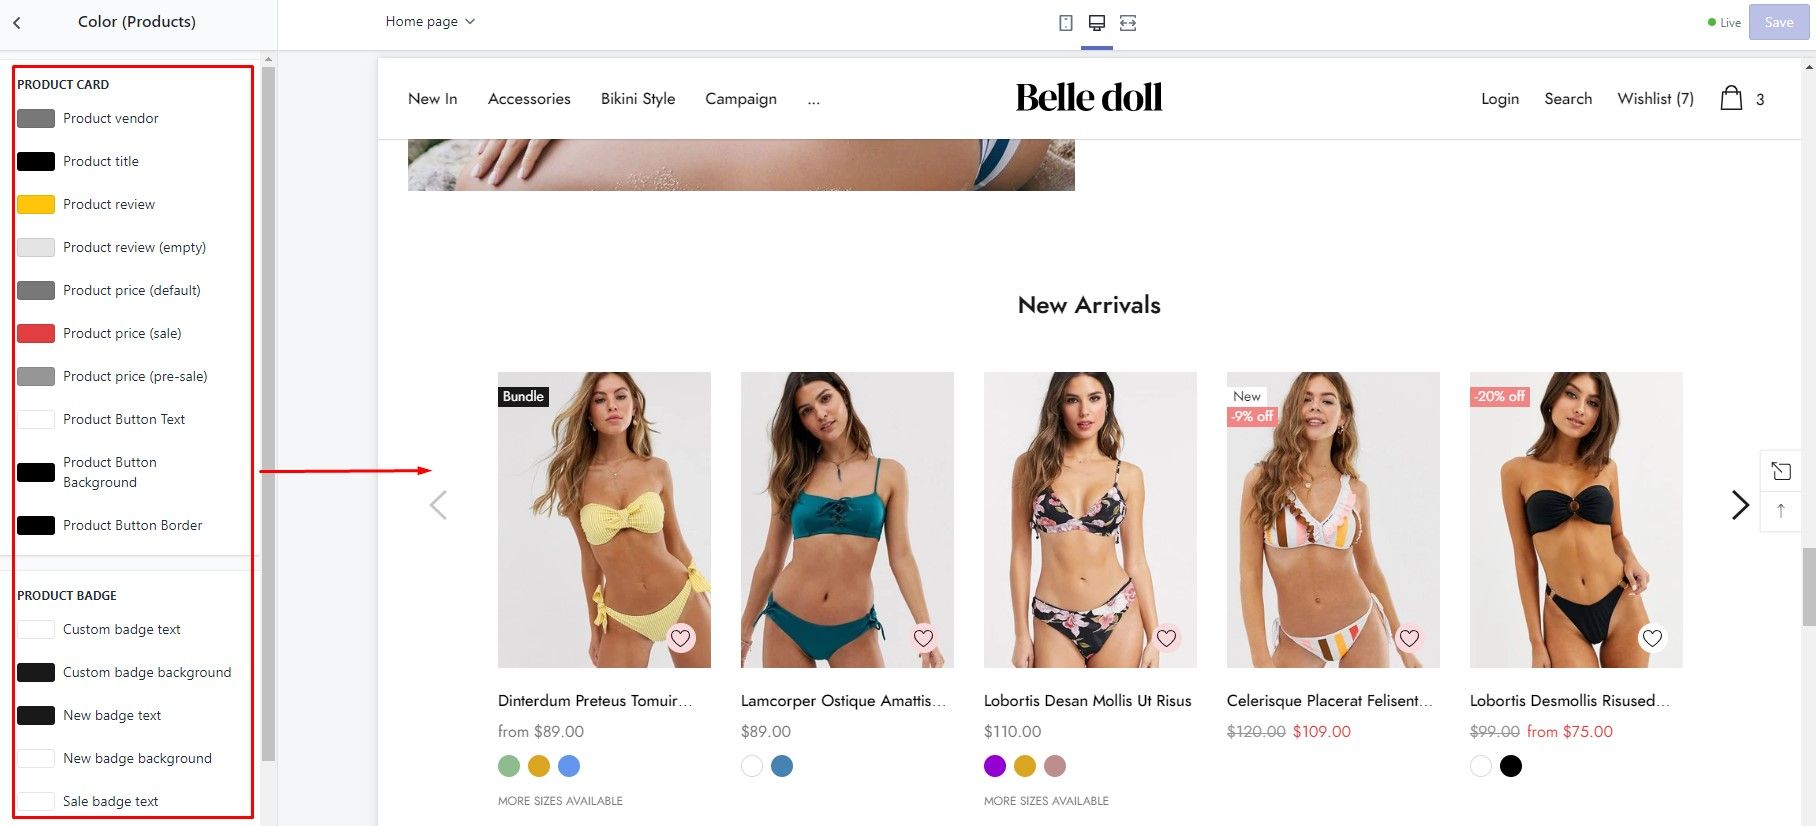 Color (Products)
Home page
Live
Save
PRODUCT CARD
Product vendor
Product title
Product review
Product review (empty)
Product price (default)
Product price (sale)
Product price (pre-sale)
Product Button Text
Product Button
Background
Product Button Border
PRODUCT BADGE
Custom badge text
Custom badge background
New badge text
New badge background
Sale badge text
New In
Accessories
Bikini Style
Campaign
...
Belle doll
Login
Search
Wishlist (7)
3
New Arrivals
Bundle
New
-9% off
-20% off
Dinterdum Preteus Tomuir...
from $89.00
MORE SIZES AVAILABLE
Lamcorper Ostique Amattis...
$89.00
Lobortis Desan Mollis Ut Risus
$110.00
MORE SIZES AVAILABLE
Celerisque Placerat Felisent...
$120.00 $109.00
Lobortis Desmollis Risused...
$99.00 from $75.00